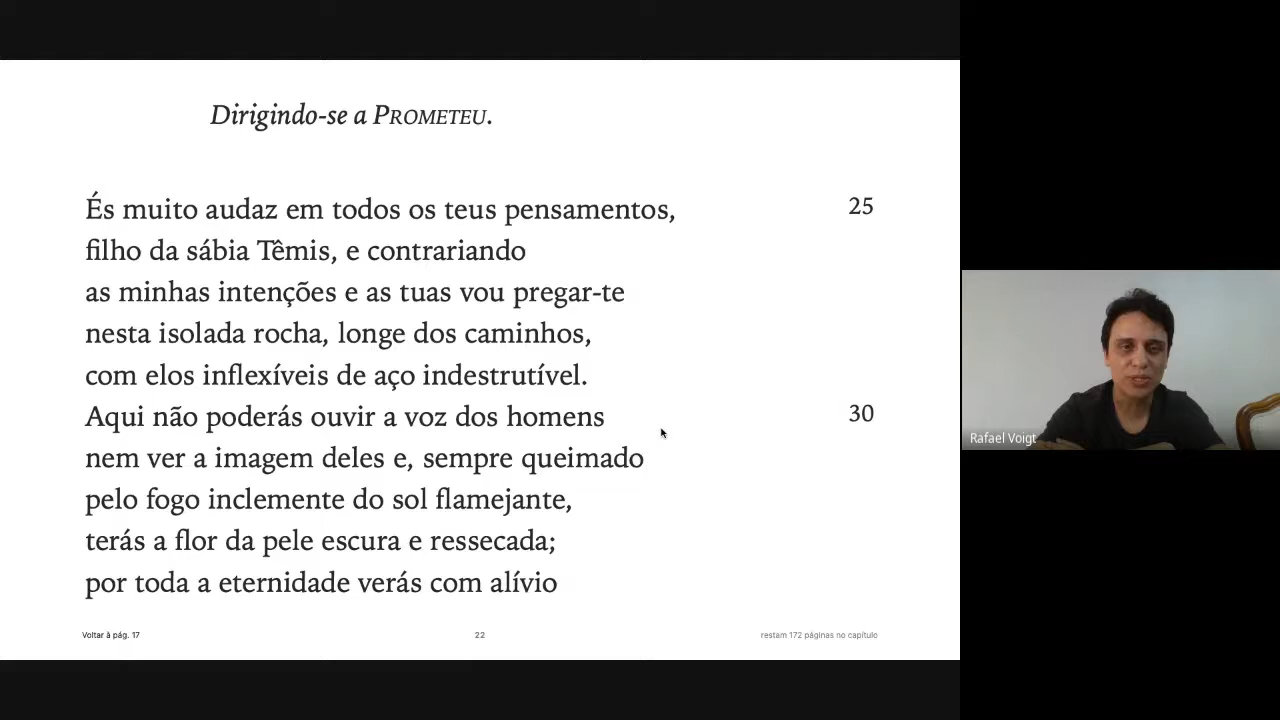 Dirigindo-se a PROMETEU.
És muito audaz em todos os teus pensamentos, 25
filho da sábia Têmis, e contrariando
as minhas intenções e as tuas vou pregar-te
nesta isolada rocha, longe dos caminhos,
com elos inflexíveis de aço indestrutível.
Aqui não poderás ouvir a voz dos homens 30
nem ver a imagem deles e, sempre queimado
pelo fogo inclemente do sol flamejante,
terás a flor da pele escura e ressecada;
por toda a eternidade verás com alívio
Voltar à pág. 17 22 restam 172 páginas no capítulo
Rafael Voigt